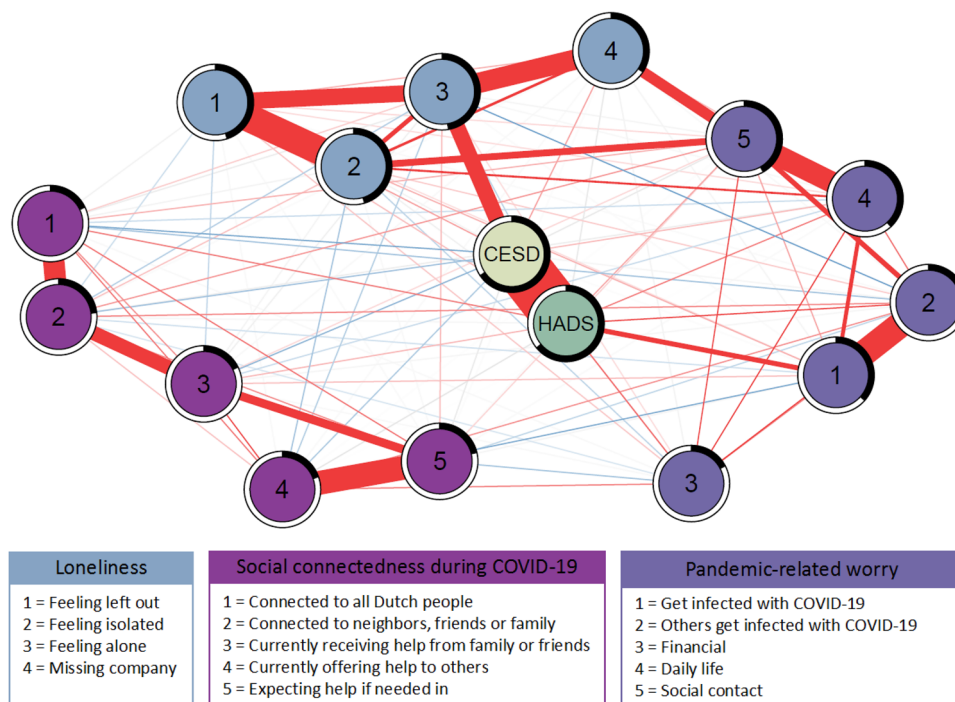 4
3
1
5
2
4
1
CESD
2
2
HADS
1
3
5
3
4
Loneliness
1 = Feeling left out
2 = Feeling isolated
3 = Feeling alone
4 = Missing company
Social connectedness during COVID-19
1 = Connected to all Dutch people
2 = Connected to neighbors, friends or family
3 = Currently receiving help from family or friends
4 = Currently offering help to others
5 = Expecting help if needed in
Pandemic-related worry
1 = Get infected with COVID-19
2 = Others get infected with COVID-19
3 = Financial
4 = Daily life
5 = Social contact